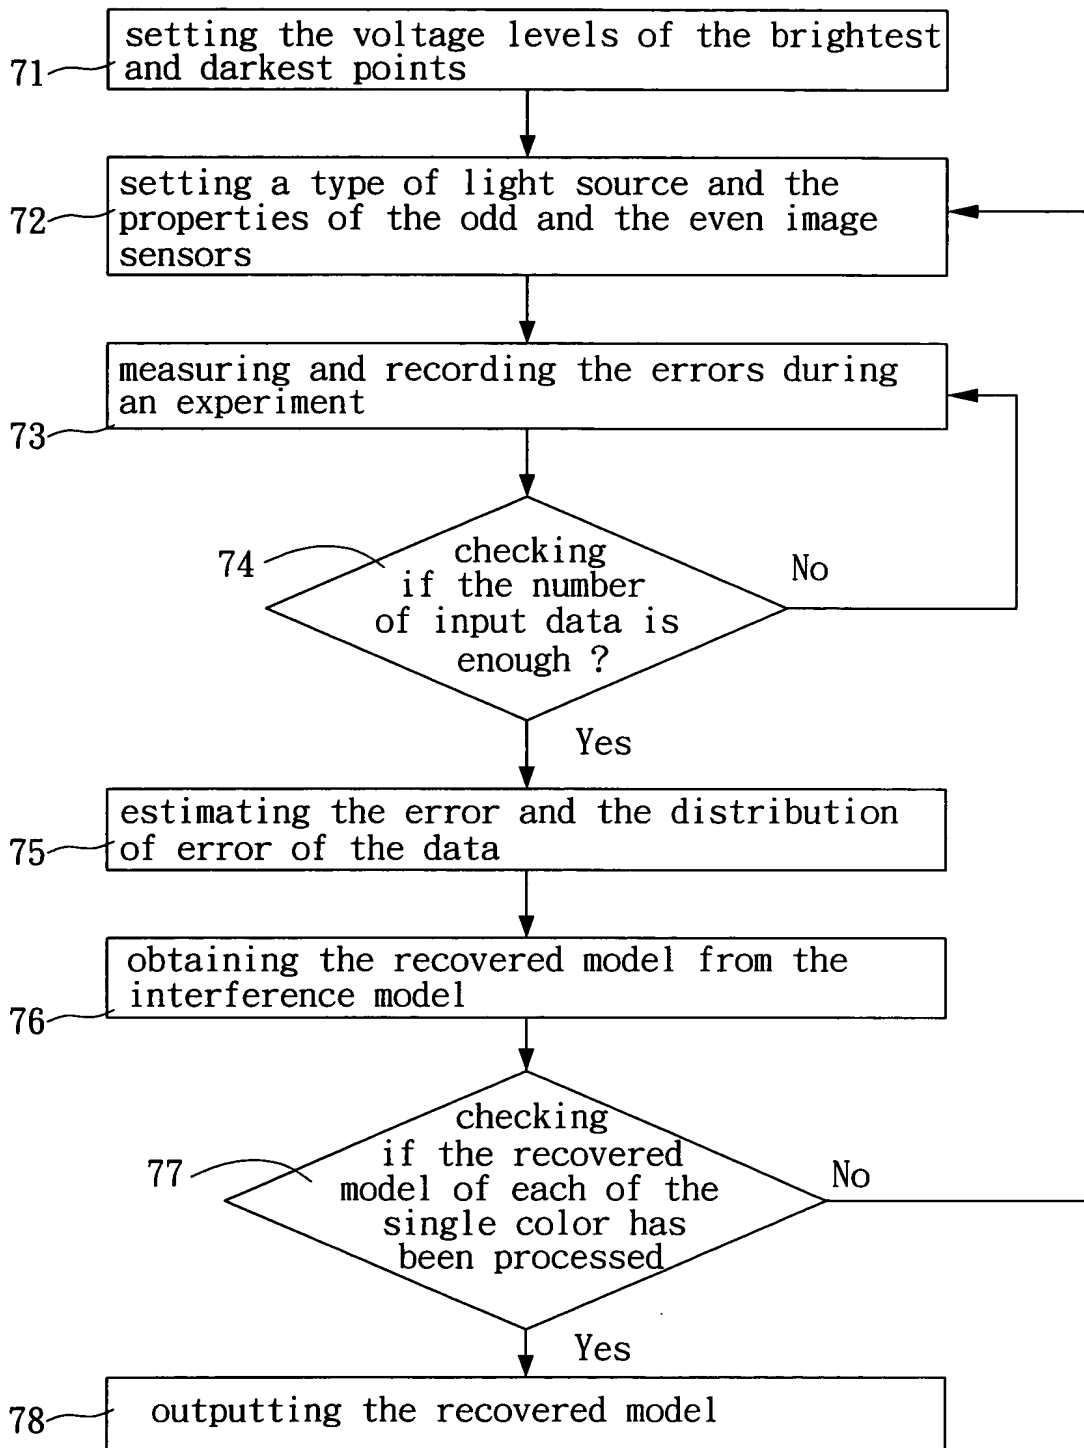 setting the voltage levels of the brightest
71 and darkest points
setting a type of light source and the
72 properties of the odd and the even image
sensors
measuring and recording the errors during
an experiment
73
74 checking
if the number
of input data is
enough ?
No
Yes
estimating the error and the distribution
75 of error of the data
obtaining the recovered model from the
interference model
76
checking
77 if the recovered
model of each of the
single color has
been processed
No
Yes
78 outputting the recovered model